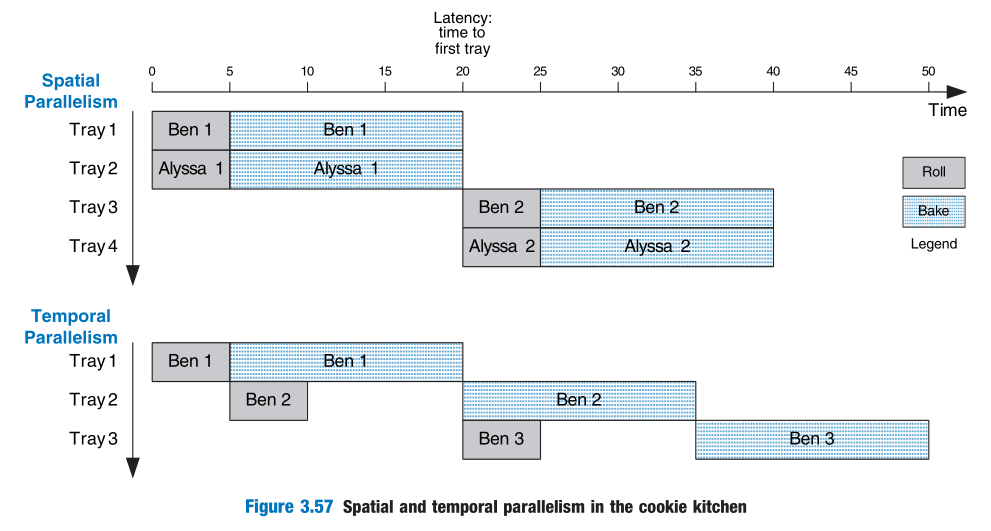 Latency:
time to
first tray
0 5 10 15 20 25 30 35 40 45 50
Time
Spatial
Parallelism
Tray 1 Ben 1 Ben 1
Tray 2 Alyssa 1 Alyssa 1
Tray 3 Ben 2 Ben 2
Tray 4 Alyssa 2 Alyssa 2
Roll
Bake
Legend
Temporal
Parallelism
Tray 1 Ben 1 Ben 1
Tray 2 Ben 2 Ben 2
Tray 3 Ben 3 Ben 3
Figure 3.57 Spatial and temporal parallelism in the cookie kitchen